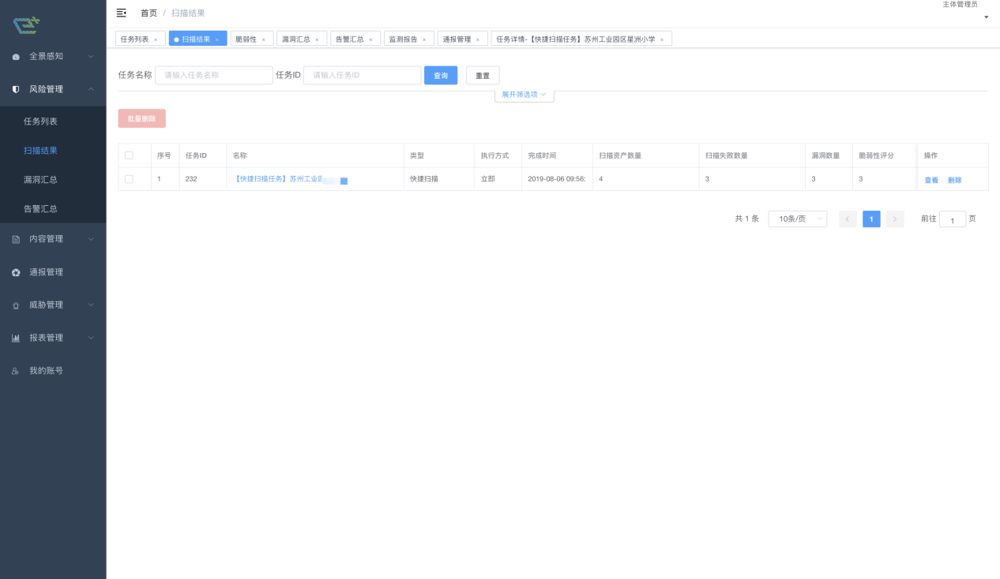 主体管理员
首页 / 扫描结果
任务列表 × 扫描结果 × 脆弱性 × 漏洞汇总 × 告警汇总 × 监测报告 × 通报管理 × 任务详情-【快捷扫描任务】苏州工业园区星洲小学 ×
全景感知
风险管理
任务列表
扫描结果
漏洞汇总
告警汇总
内容管理
通报管理
威胁管理
报表管理
我的账号
任务名称 请输入任务名称 任务ID 请输入任务ID 查询 重置
展开筛选项
批量删除
序号 任务ID 名称 类型 执行方式 完成时间 扫描资产数量 扫描失败数量 漏洞数量 脆弱性评分 操作
1 232 【快捷扫描任务】苏州工业 快捷扫描 立即 2019-08-06 09:56: 4 3 3 3 查看 删除
共 1 条 10条/页 < 1 > 前往 1 页